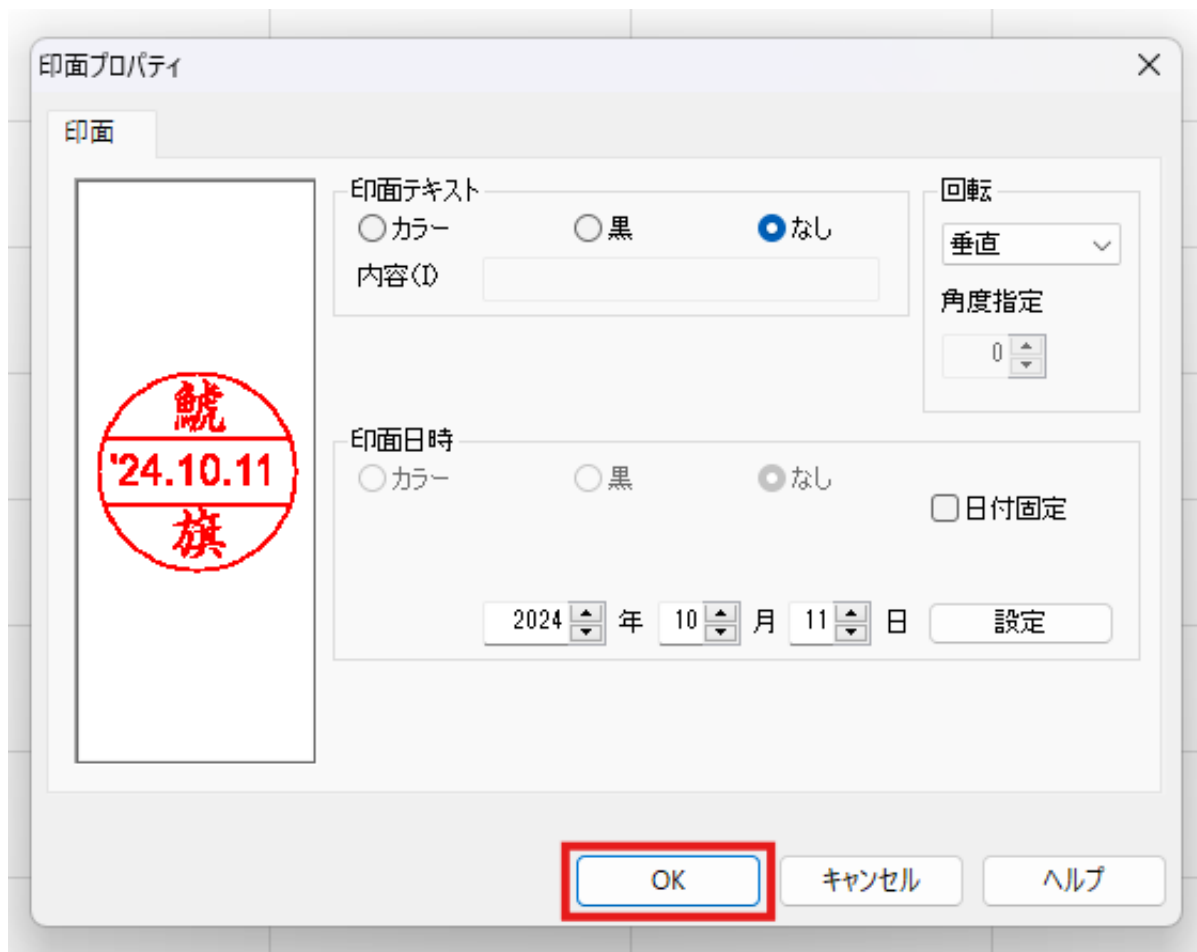 印面プロパティ
印面
印面テキスト
カラー 黒 なし
内容(I)
回転
垂直
角度指定
0
鯱
'24.10.11
旗
印面日時
カラー 黒 なし
日付固定
2024 年 10 月 11 日 設定
OK キャンセル ヘルプ